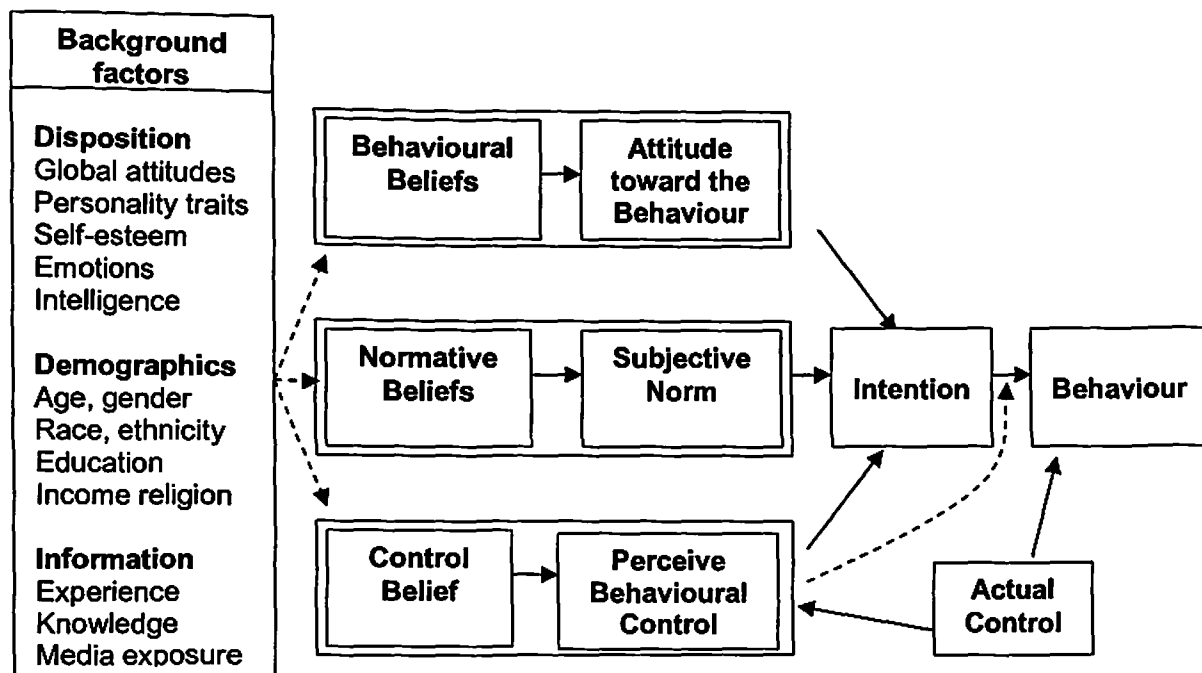 Background
factors
Disposition
Global attitudes
Personality traits
Self-esteem
Emotions
Intelligence
Demographics
Age, gender
Race, ethnicity
Education
Income religion
Information
Experience
Knowledge
Media exposure
Behavioural
Beliefs
Attitude
toward the
Behaviour
Normative
Beliefs
Subjective
Norm
Control
Belief
Perceive
Behavioural
Control
Intention
Behaviour
Actual
Control